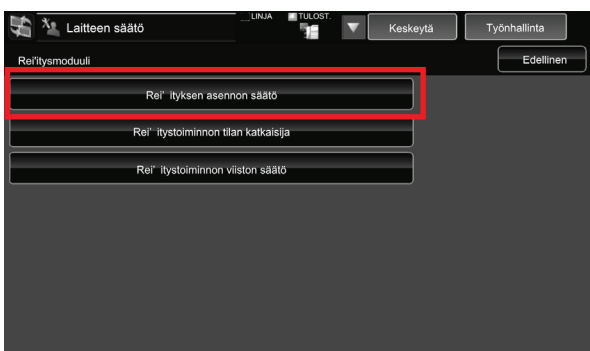 Laitteen säätö
LINJA
TULOST.
Keskeytä
Työnhallinta
Rei'itysmoduuli
Edellinen
Rei' ityksen asennon säätö
Rei' itystoiminnon tilan katkaisija
Rei' itystoiminnon viiston säätö